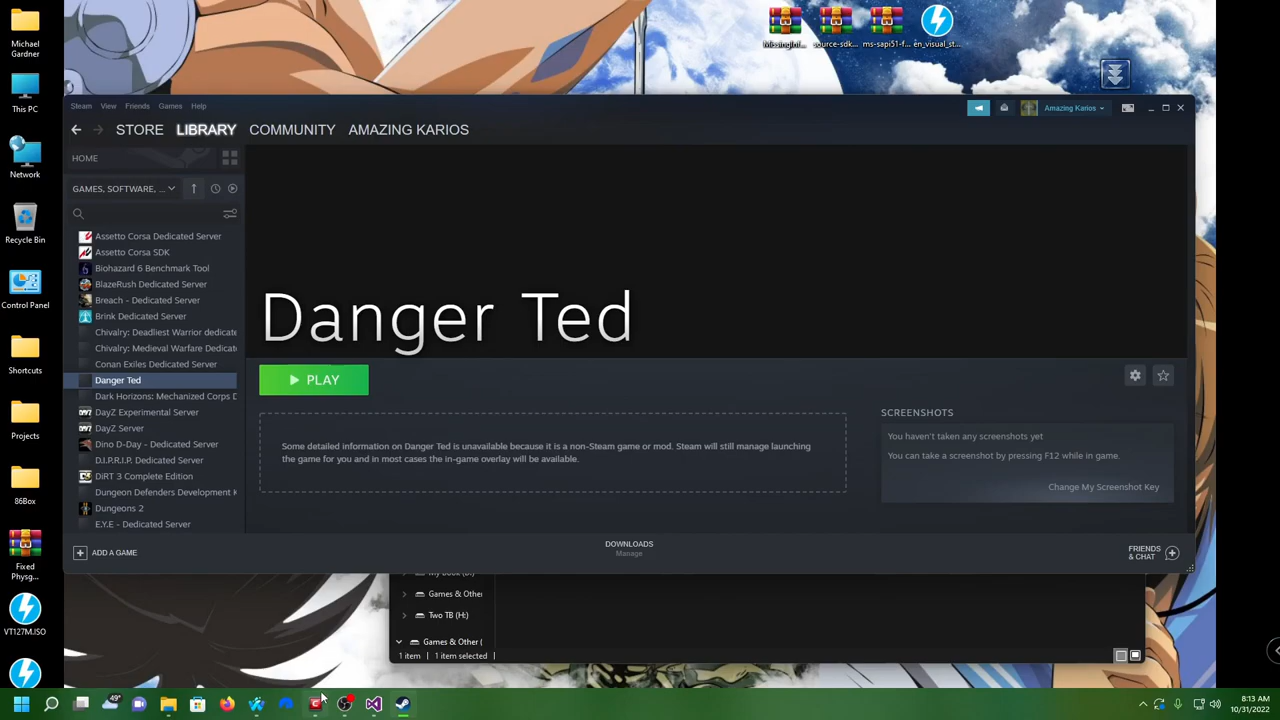 Michael
Gardner
This PC
Network
Recycle Bin
Control Panel
Shortcuts
Projects
86Box
Fixed
Physg...
VT127M.ISO
MissingInf...
source-sdk...
ms-sapi51-f...
en_visual_st...
Steam View Friends Games Help
Amazing Karios
STORE LIBRARY COMMUNITY AMAZING KARIOS
HOME
GAMES, SOFTWARE, ...
Assetto Corsa Dedicated Server
Assetto Corsa SDK
Biohazard 6 Benchmark Tool
BlazeRush Dedicated Server
Breach - Dedicated Server
Brink Dedicated Server
Chivalry: Deadliest Warrior dedicate
Chivalry: Medieval Warfare Dedicat
Conan Exiles Dedicated Server
Danger Ted
Dark Horizons: Mechanized Corps D
DayZ Experimental Server
DayZ Server
Dino D-Day - Dedicated Server
D.I.P.R.I.P. Dedicated Server
DiRT 3 Complete Edition
Dungeon Defenders Development K
Dungeons 2
E.Y.E - Dedicated Server
Danger Ted
PLAY
Some detailed information on Danger Ted is unavailable because it is a non-Steam game or mod. Steam will still manage launching
the game for you and in most cases the in-game overlay will be available.
SCREENSHOTS
You haven't taken any screenshots yet
You can take a screenshot by pressing F12 while in game.
Change My Screenshot Key
ADD A GAME
DOWNLOADS
Manage
FRIENDS
& CHAT
Games & Other
Two TB (H:)
Games & Other (
1 item 1 item selected
49°
8:13 AM
10/31/2022